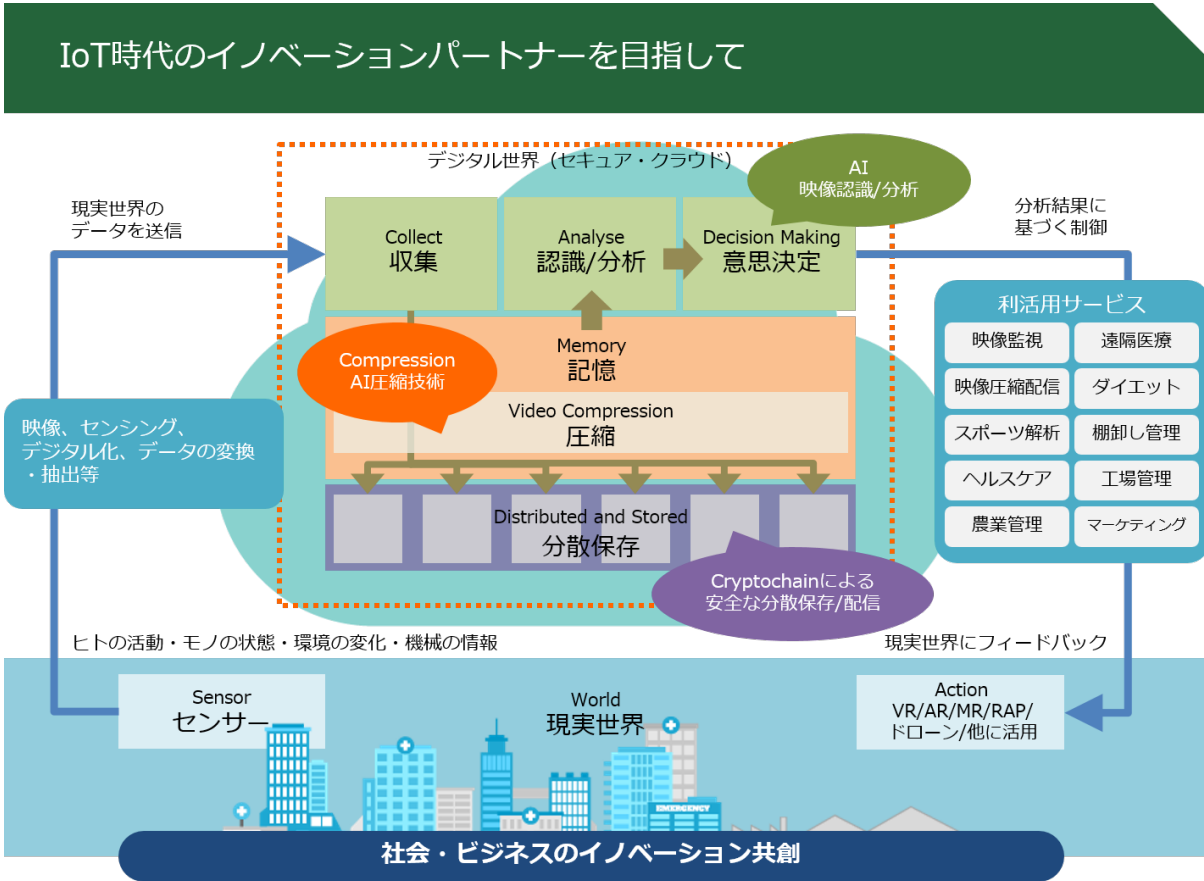 IoT時代のイノベーションパートナーを目指して
デジタル世界（セキュア・クラウド）
AI
映像認識/分析
現実世界の
データを送信
分析結果に
基づく制御
Collect
収集
Analyse
認識/分析
Decision Making
意思決定
Compression
AI圧縮技術
Memory
記憶
Video Compression
圧縮
Distributed and Stored
分散保存
Cryptochainによる
安全な分散保存/配信
映像、センシング、
デジタル化、データの変換
・抽出等
利活用サービス
映像監視
遠隔医療
映像圧縮配信
ダイエット
スポーツ解析
棚卸し管理
ヘルスケア
工場管理
農業管理
マーケティング
ヒトの活動・モノの状態・環境の変化・機械の情報
現実世界にフィードバック
Sensor
センサー
World
現実世界
Action
VR/AR/MR/RAP/
ドローン/他に活用
EMERGENCY
社会・ビジネスのイノベーション共創